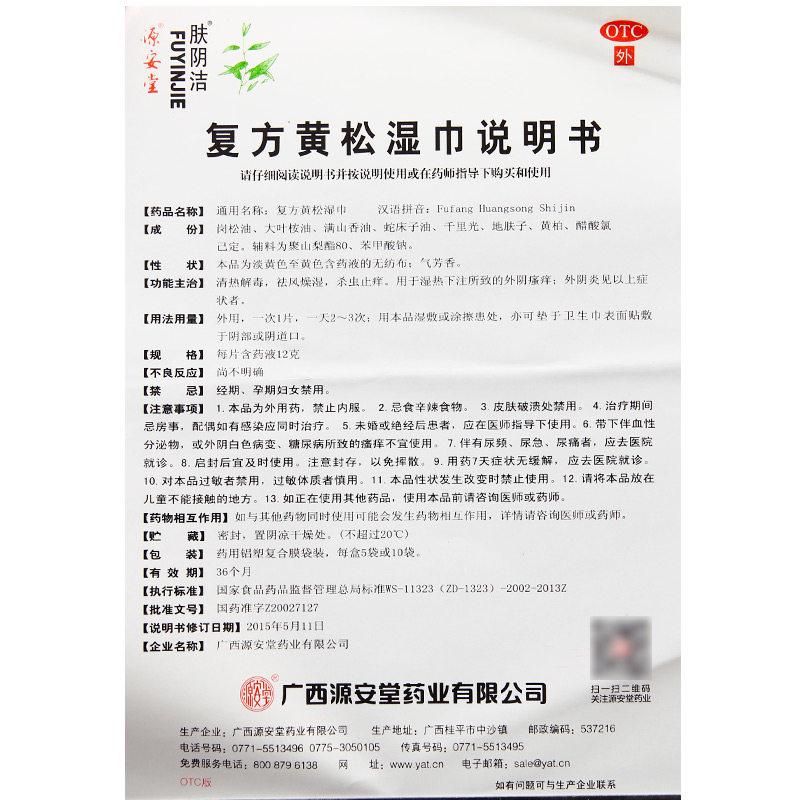 源安堂®
肤阴洁®
FUYINJIE
OTC
外
复方黄松湿巾说明书
请仔细阅读说明书并按说明使用或在药师指导下购买和使用
【药品名称】 通用名称：复方黄松湿巾 汉语拼音：Fufang Huangsong Shijin
【成 份】 岗松油、大叶桉油、满山香油、蛇床子油、千里光、地肤子、黄柏、醋酸氯
己定。辅料为聚山梨酯80、苯甲酸钠。
【性 状】 本品为淡黄色至黄色含药液的无纺布；气芳香。
【功能主治】 清热解毒，祛风燥湿，杀虫止痒。用于湿热下注所致的外阴瘙痒；外阴炎见以上症
状者。
【用法用量】 外用，一次1片，一天2～3次；用本品湿敷或涂擦患处，亦可垫于卫生巾表面贴敷
于阴部或阴道口。
【规 格】 每片含药液12克
【不良反应】 尚不明确
【禁 忌】 经期、孕期妇女禁用。
【注意事项】 1.本品为外用药，禁止内服。 2.忌食辛辣食物。 3.皮肤破溃处禁用。 4.治疗期间
忌房事，配偶如有感染应同时治疗。 5.未婚或绝经后患者，应在医师指导下使用。6.带下伴血性
分泌物，或外阴白色病变、糖尿病所致的瘙痒不宜使用。 7.伴有尿频、尿急、尿痛者，应去医院
就诊。8.启封后宜及时使用。注意封存，以免挥散。 9.用药7天症状无缓解，应去医院就诊。
10.对本品过敏者禁用，过敏体质者慎用。 11.本品性状发生改变时禁止使用。 12.请将本品放在
儿童不能接触的地方。13.如正在使用其他药品，使用本品前请咨询医师或药师。
【药物相互作用】 如与其他药物同时使用可能会发生药物相互作用，详情请咨询医师或药师。
【贮 藏】 密封，置阴凉干燥处。（不超过20℃）
【包 装】 药用铝塑复合膜袋装，每盒5袋或10袋。
【有 效 期】 36个月
【执行标准】 国家食品药品监督管理总局标准WS-11323（ZD-1323）-2002-2013Z
【批准文号】 国药准字Z20027127
【说明书修订日期】 2015年5月11日
【企业名称】 广西源安堂药业有限公司
扫一扫二维码
关注源安堂药业
源安堂® 广西源安堂药业有限公司
生产企业：广西源安堂药业有限公司 生产地址：广西桂平市中沙镇 邮政编码：537216
电话号码：0771-5513496 0775-3050105 传真号码：0771-5513495
免费服务电话：800 879 6138 网 址：www.yat.cn 电子邮箱：sale@yat.cn
OTC版
如有问题可与生产企业联系